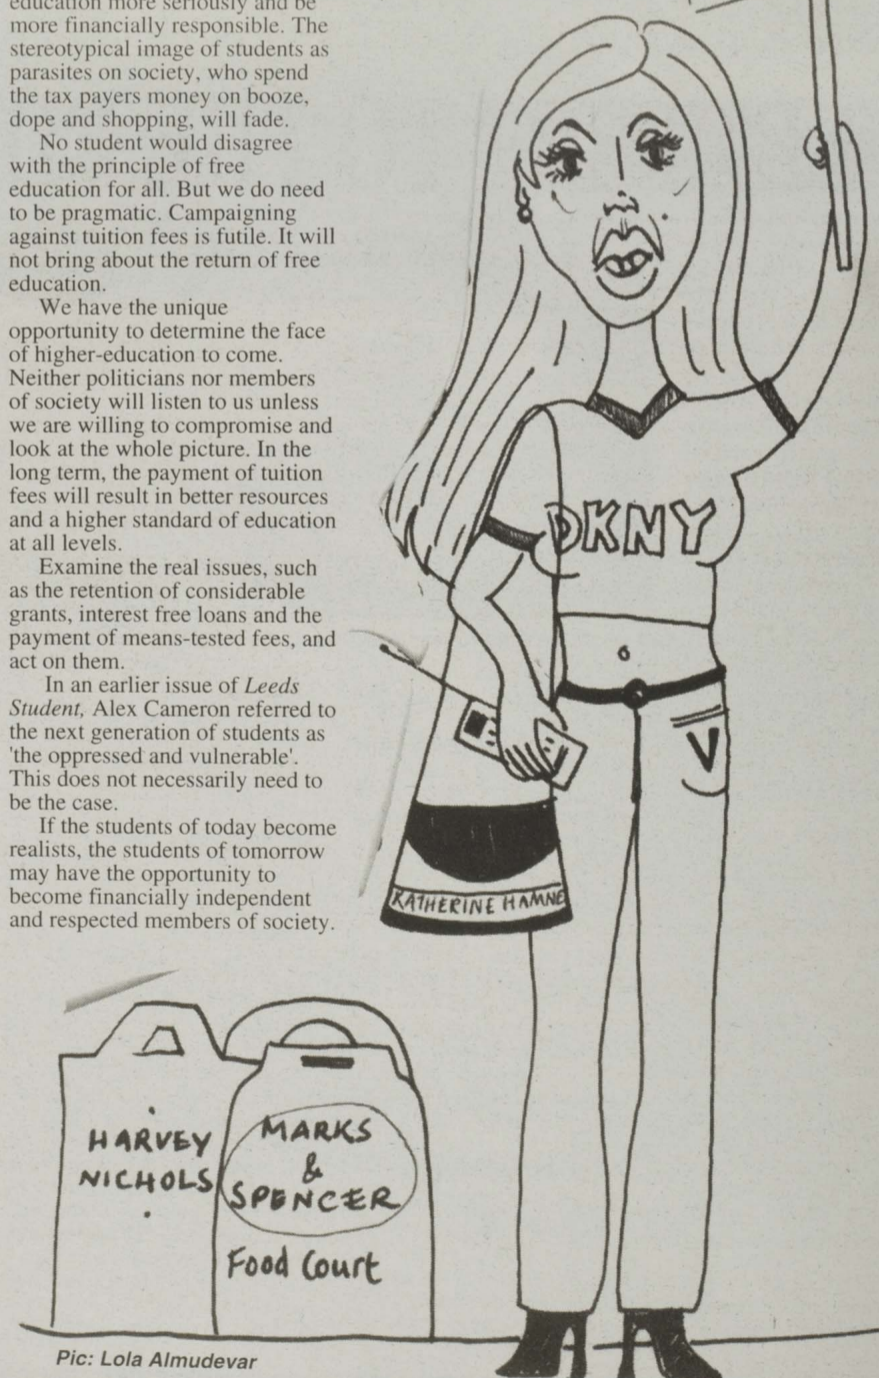 education more seriously and be
more financially responsible. The
stereotypical image of students as
parasites on society, who spend
the tax payers money on booze,
dope and shopping, will fade.
No student would disagree
with the principle of free
education for all. But we do need
to be pragmatic. Campaigning
against tuition fees is futile. It will
not bring about the return of free
education.
We have the unique
opportunity to determine the face
of higher-education to come.
Neither politicians nor members
of society will listen to us unless
we are willing to compromise and
look at the whole picture. In the
long term, the payment of tuition
fees will result in better resources
and a higher standard of education
at all levels.
Examine the real issues, such
as the retention of considerable
grants, interest free loans and the
payment of means-tested fees, and
act on them.
In an earlier issue of Leeds
Student, Alex Cameron referred to
the next generation of students as
'the oppressed and vulnerable'.
This does not necessarily need to
be the case.
If the students of today become
realists, the students of tomorrow
may have the opportunity to
become financially independent
and respected members of society.
DKNY
V
KATHERINE HAMNE
HARVEY
NICHOLS
MARKS
&
SPENCER
Food Court
Pic: Lola Almudevar